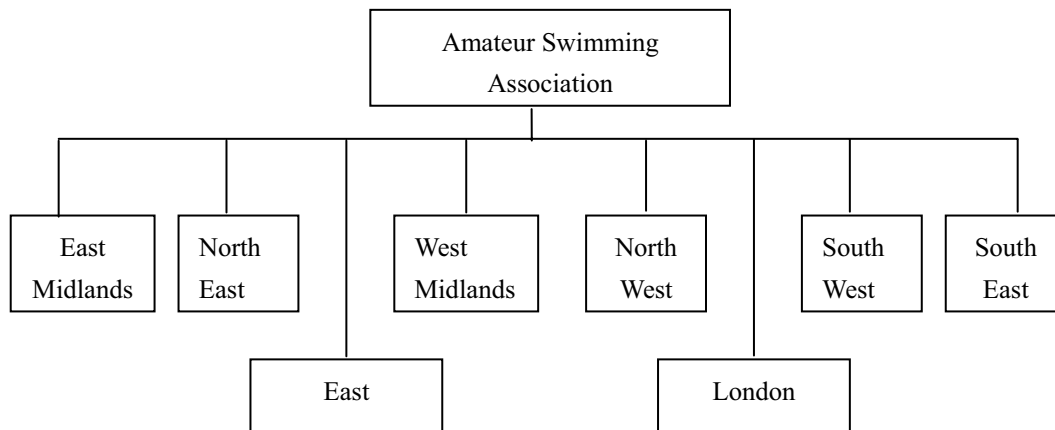 Amateur Swimming
Association
East
Midlands
North
East
West
Midlands
North
West
South
West
South
East
East
London